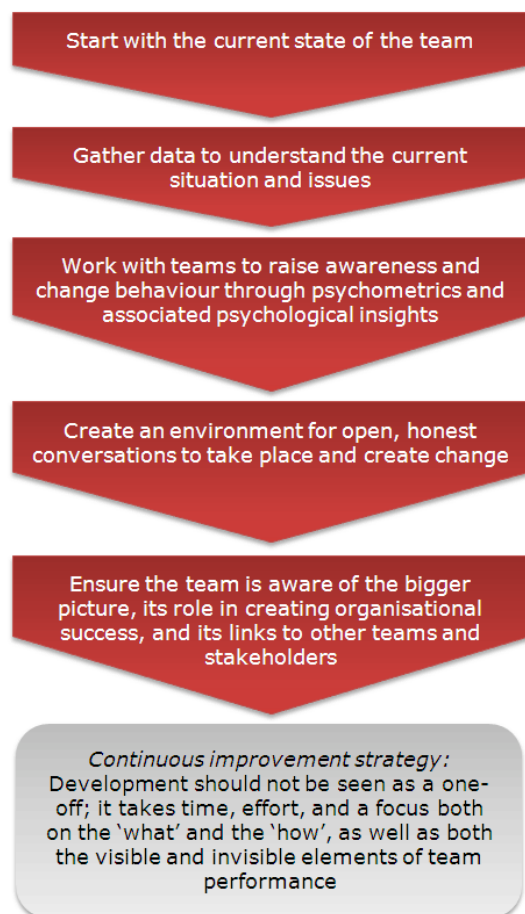 Start with the current state of the team
Gather data to understand the current
situation and issues
Work with teams to raise awareness and
change behaviour through psychometrics and
associated psychological insights
Create an environment for open, honest
conversations to take place and create change
Ensure the team is aware of the bigger
picture, its role in creating organisational
success, and its links to other teams and
stakeholders
Continuous improvement strategy:
Development should not be seen as a one-
off; it takes time, effort, and a focus both
on the ‘what’ and the ‘how’, as well as both
the visible and invisible elements of team
performance